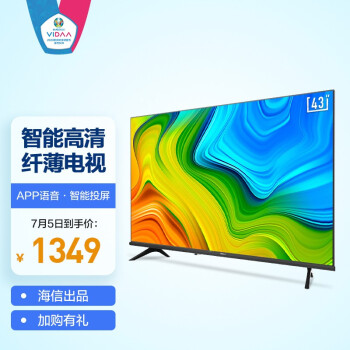 VIDAA
[43]
智能高清
纤薄电视
APP语音·智能投屏
7月5日到手价:
￥1349
海信出品
加购有礼